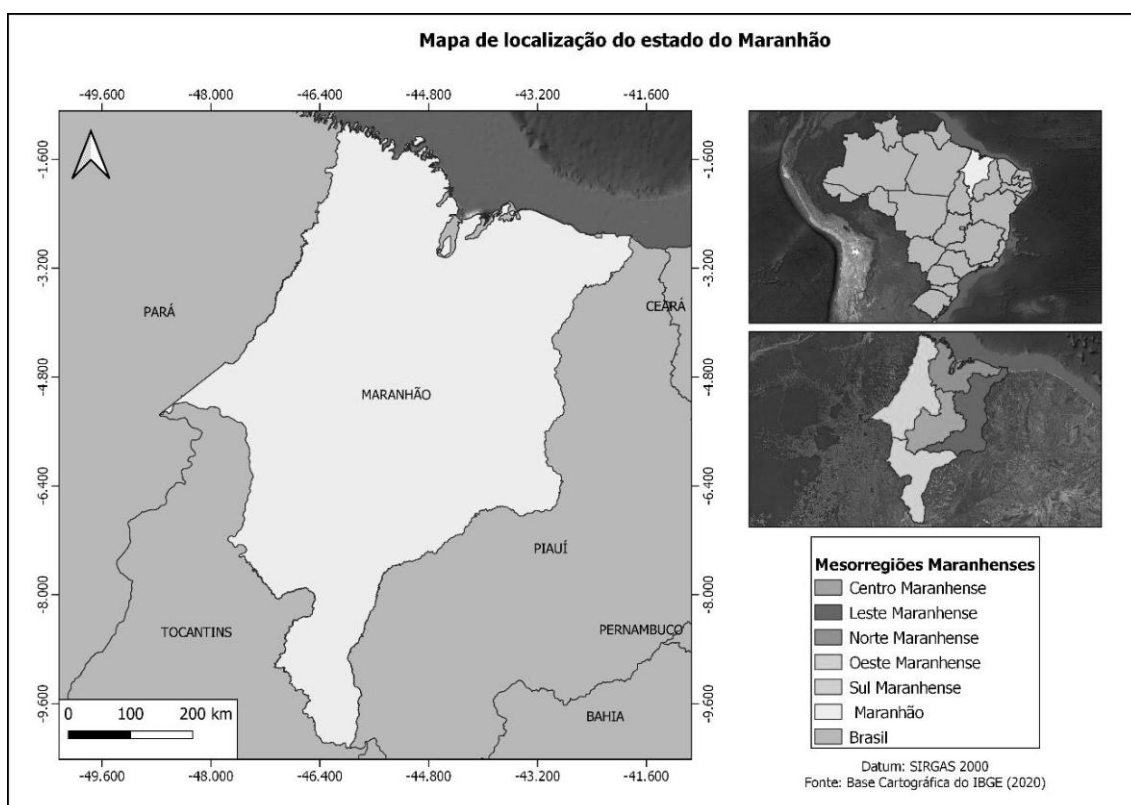 Mapa de localização do estado do Maranhão
-49.600 -48.000 -46.400 -44.800 -43.200 -41.600
-1.600 -1.600
-3.200 -3.200
PARÁ
CEARÁ
-4.800 -4.800
MARANHÃO
-6.400 -6.400
PIAUÍ
-8.000 -8.000
TOCANTINS
PERNAMBUCO
-9.600 -9.600
BAHIA
0 100 200 km
-49.600 -48.000 -46.400 -44.800 -43.200 -41.600
Mesorregiões Maranhenses
Centro Maranhense
Leste Maranhense
Norte Maranhense
Oeste Maranhense
Sul Maranhense
Maranhão
Brasil
Datum: SIRGAS 2000
Fonte: Base Cartográfica do IBGE (2020)